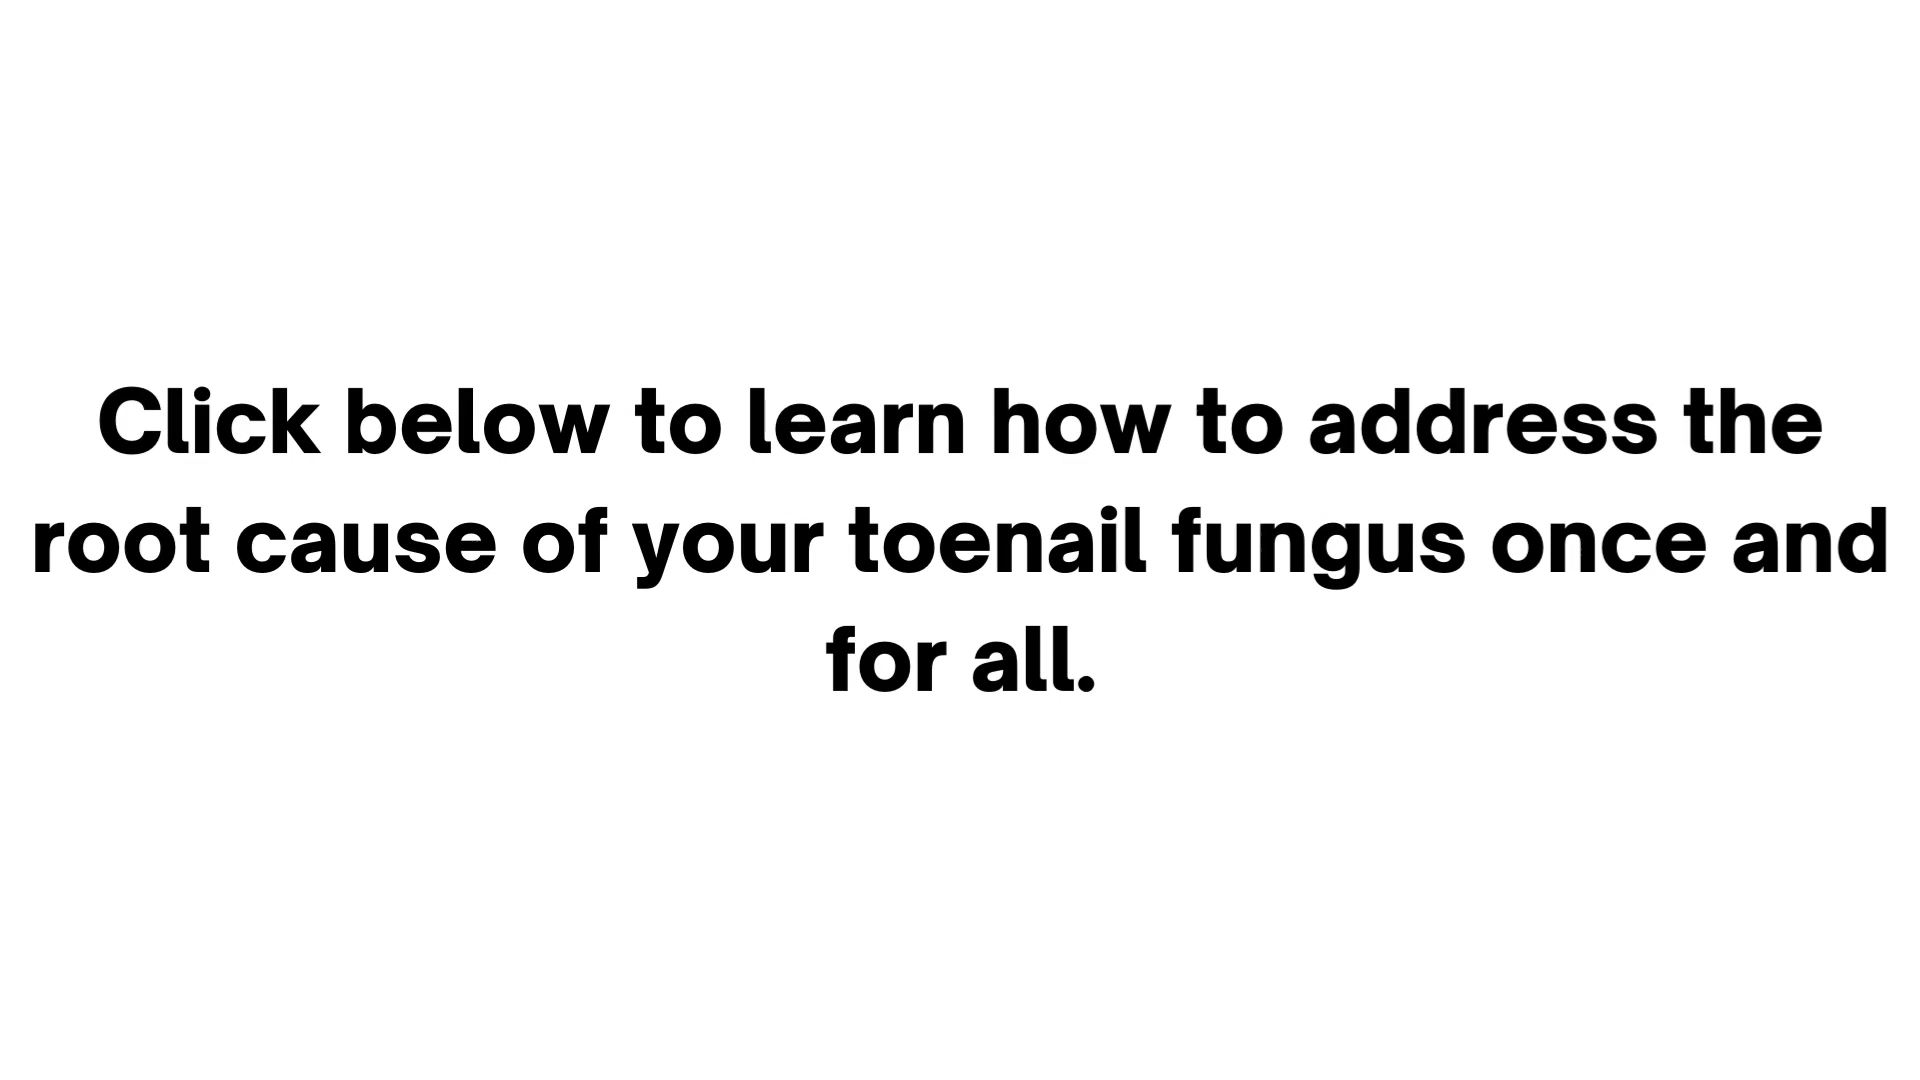 Click below to learn how to address the
root cause of your toenail fungus once and
for all.